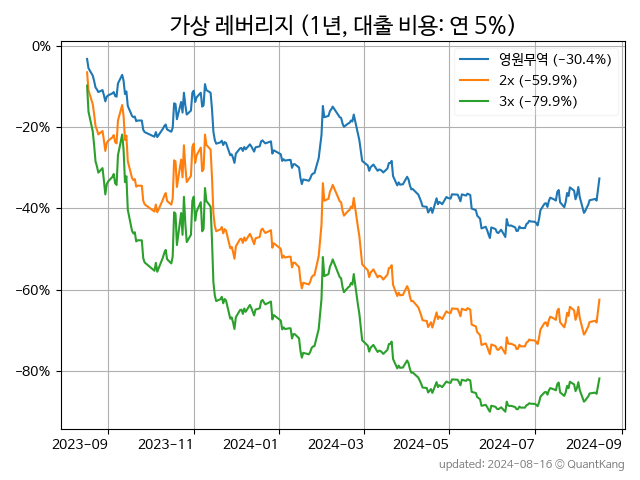 가상 레버리지 (1년, 대출 비용: 연 5%)
0%
−20%
−40%
−60%
−80%
영원무역 (−30.4%)
2x (−59.9%)
3x (−79.9%)
2023-09 2023-11 2024-01 2024-03 2024-05 2024-07 2024-09
updated: 2024-08-16 © QuantKang